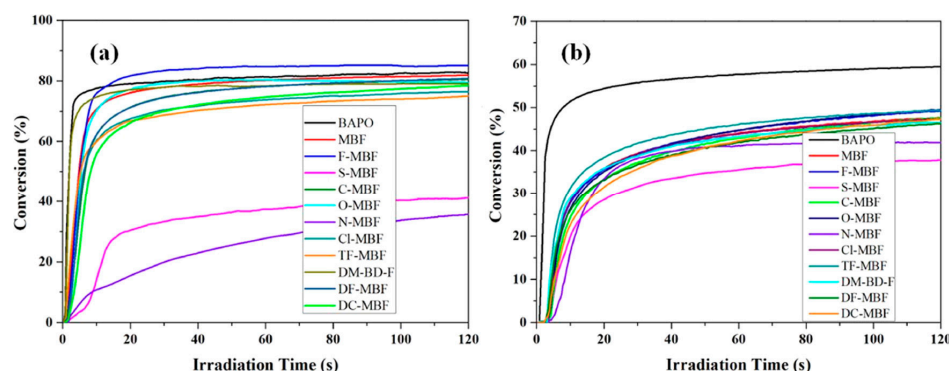 (a)
Conversion (%)
100
80
60
40
20
0
BAPO
MBF
F-MBF
S-MBF
C-MBF
O-MBF
N-MBF
Cl-MBF
TF-MBF
DM-BD-F
DF-MBF
DC-MBF
0 20 40 60 80 100 120
Irradiation Time (s)
(b)
Conversion (%)
70
60
50
40
30
20
10
0
BAPO
MBF
F-MBF
S-MBF
C-MBF
O-MBF
N-MBF
Cl-MBF
TF-MBF
DM-BD-F
DF-MBF
DC-MBF
0 20 40 60 80 100 120
Irradiation Time (s)